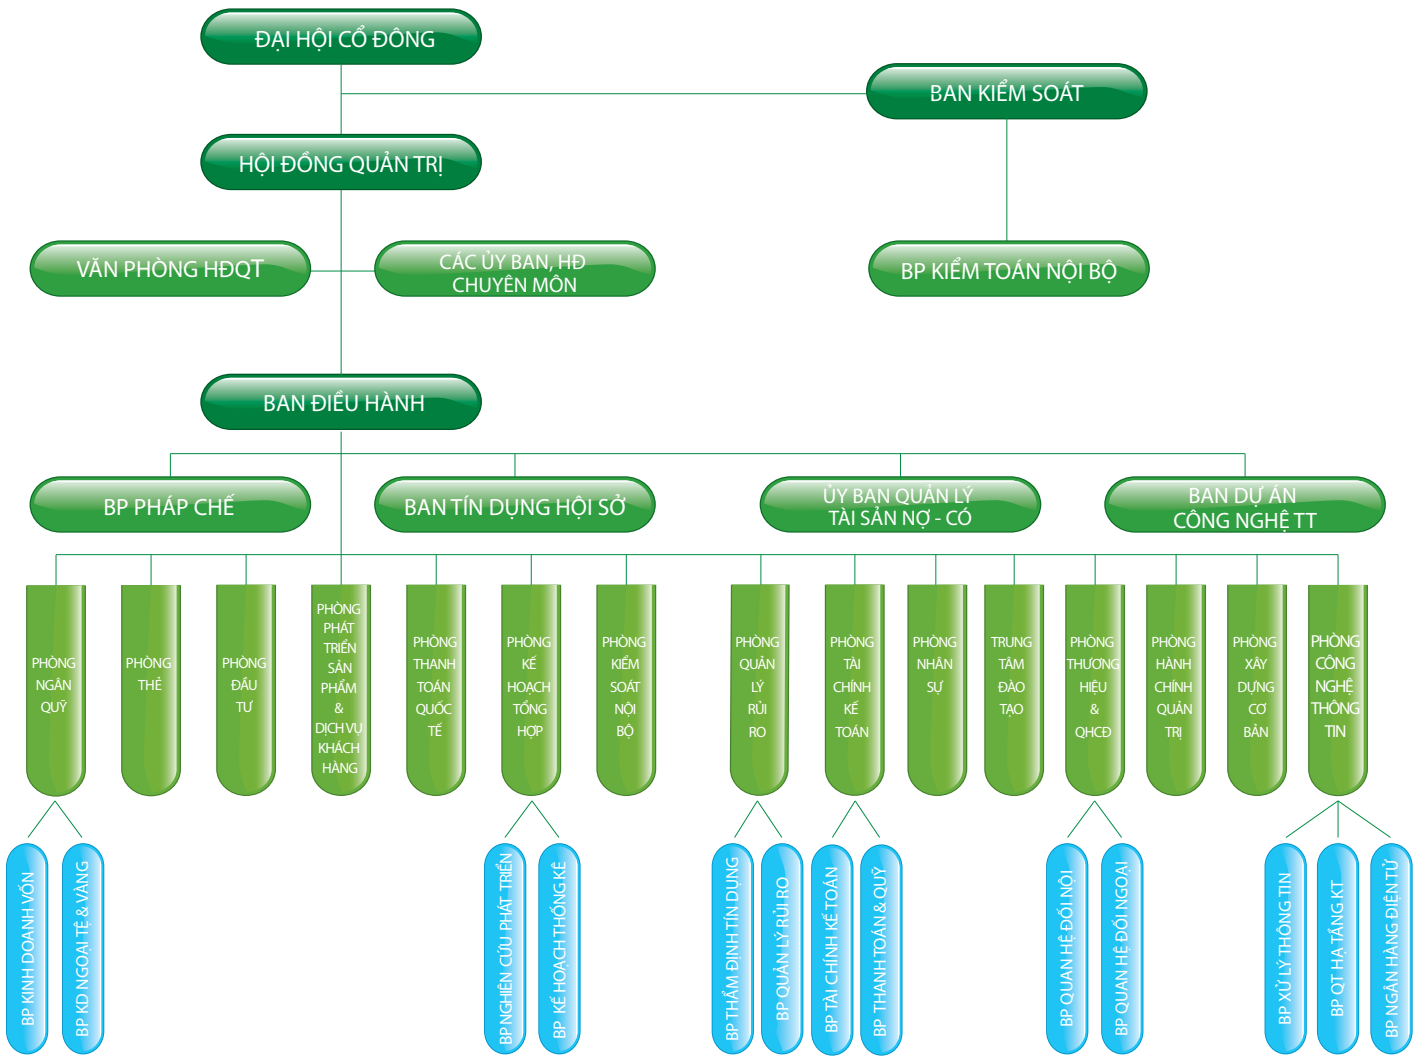 ĐẠI HỘI CỔ ĐÔNG
BAN KIỂM SOÁT
HỘI ĐỒNG QUẢN TRỊ
VĂN PHÒNG HĐQT
CÁC ỦY BAN, HĐ
CHUYÊN MÔN
BP KIỂM TOÁN NỘI BỘ
BAN ĐIỀU HÀNH
BP PHÁP CHẾ
BAN TÍN DỤNG HỘI SỞ
ỦY BAN QUẢN LÝ
TÀI SẢN NỢ - CÓ
BAN DỰ ÁN
CÔNG NGHỆ TT
PHÒNG
NGÂN
QUỸ
PHÒNG
THẺ
PHÒNG
ĐẦU
TƯ
PHÒNG
PHÁT
TRIỂN
SẢN
PHẨM
&
DỊCH VỤ
KHÁCH
HÀNG
PHÒNG
THANH
TOÁN
QUỐC
TẾ
PHÒNG
KẾ
HOẠCH
TỔNG
HỢP
PHÒNG
KIỂM
SOÁT
NỘI
BỘ
PHÒNG
QUẢN
LÝ
RỦI
RO
PHÒNG
TÀI
CHÍNH
KẾ
TOÁN
PHÒNG
NHÂN
SỰ
TRUNG
TÂM
ĐÀO
TẠO
PHÒNG
THƯƠNG
HIỆU
&
QHCĐ
PHÒNG
HÀNH
CHÍNH
QUẢN
TRỊ
PHÒNG
XÂY
DỰNG
CƠ
BẢN
PHÒNG
CÔNG
NGHỆ
THÔNG
TIN
BP KINH DOANH VỐN
BP KD NGOẠI TỆ & VÀNG
BP NGHIÊN CỨU PHÁT TRIỂN
BP KẾ HOẠCH THỐNG KÊ
BP THẨM ĐỊNH TÍN DỤNG
BP QUẢN LÝ RỦI RO
BP TÀI CHÍNH KẾ TOÁN
BP THANH TOÁN & QUỸ
BP QUAN HỆ ĐỐI NỘI
BP QUAN HỆ ĐỐI NGOẠI
BP XỬ LÝ THÔNG TIN
BP QT HẠ TẦNG KT
BP NGÂN HÀNG ĐIỆN TỬ